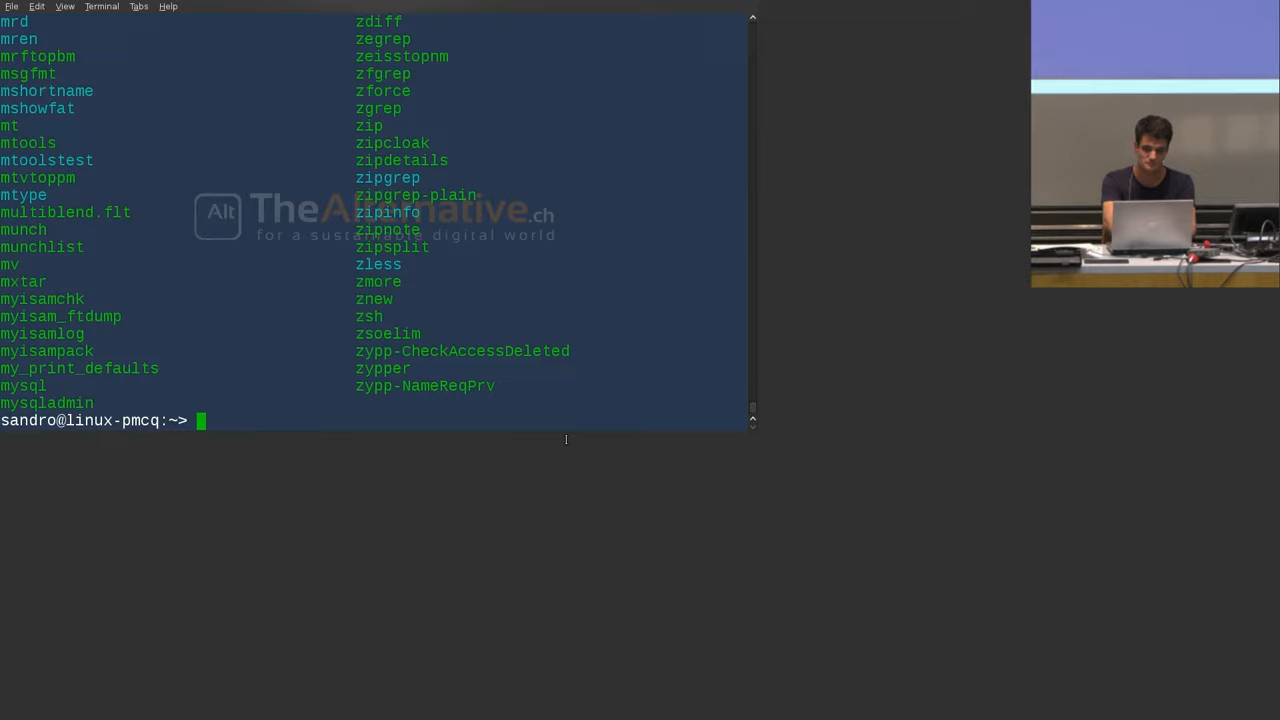 File Edit View Terminal Tabs Help
mrd zdiff
mren zegrep
mrftopbm zeisstopnm
msgfmt zfgrep
mshortname zforce
mshowfat zgrep
mt zip
mtools zipcloak
mtoolstest zipdetails
mtvtoppm zipgrep
mtype zipgrep-plain
multiblend.flt zipinfo
munch zipnote
munchlist zipsplit
mv zless
mxtar zmore
myisamchk znew
myisam_ftdump zsh
myisamlog zsoelim
myisampack zypp-CheckAccessDeleted
my_print_defaults zypper
mysql zypp-NameReqPrv
mysqladmin
sandro@linux-pmcq:~>
Alt TheAlternative.ch
for a sustainable digital world